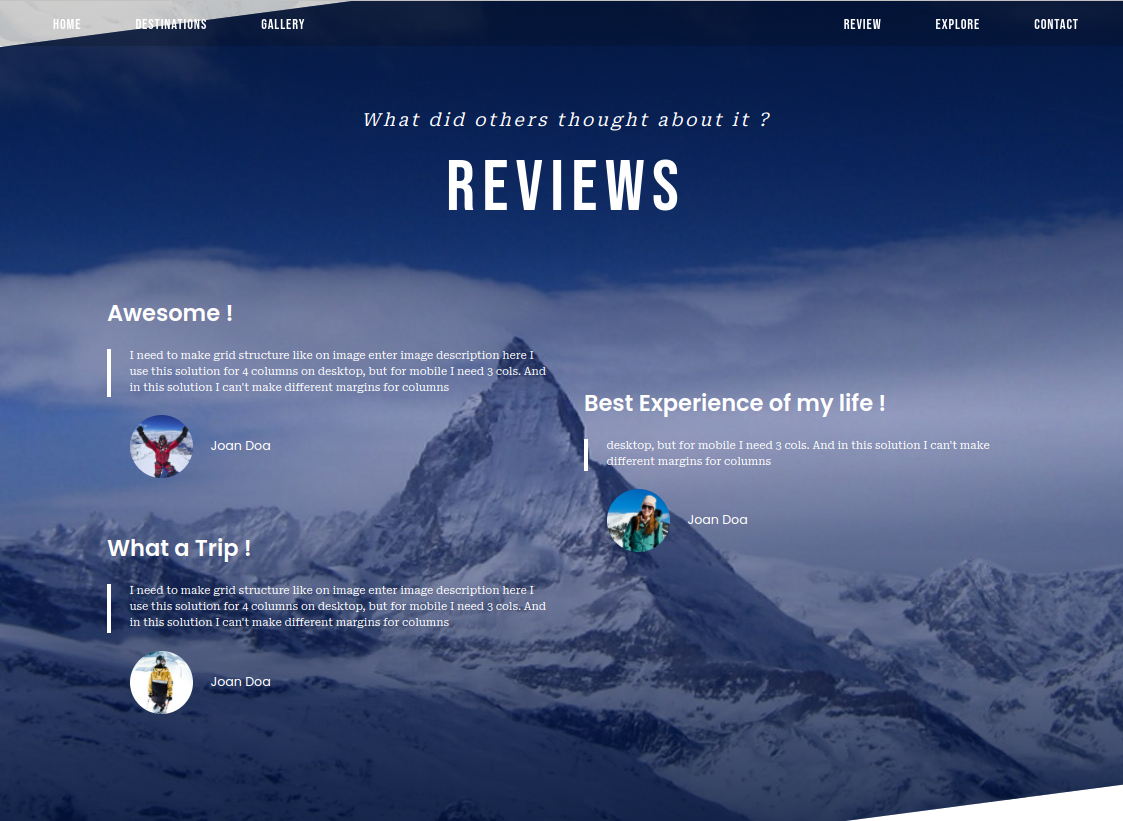 HOME DESTINATIONS GALLERY REVIEW EXPLORE CONTACT
What did others thought about it ?
REVIEWS
Awesome !
I need to make grid structure like on image enter image description here I
use this solution for 4 columns on desktop, but for mobile I need 3 cols. And
in this solution I can't make different margins for columns
Joan Doa
Best Experience of my life !
desktop, but for mobile I need 3 cols. And in this solution I can't make
different margins for columns
Joan Doa
What a Trip !
I need to make grid structure like on image enter image description here I
use this solution for 4 columns on desktop, but for mobile I need 3 cols. And
in this solution I can't make different margins for columns
Joan Doa